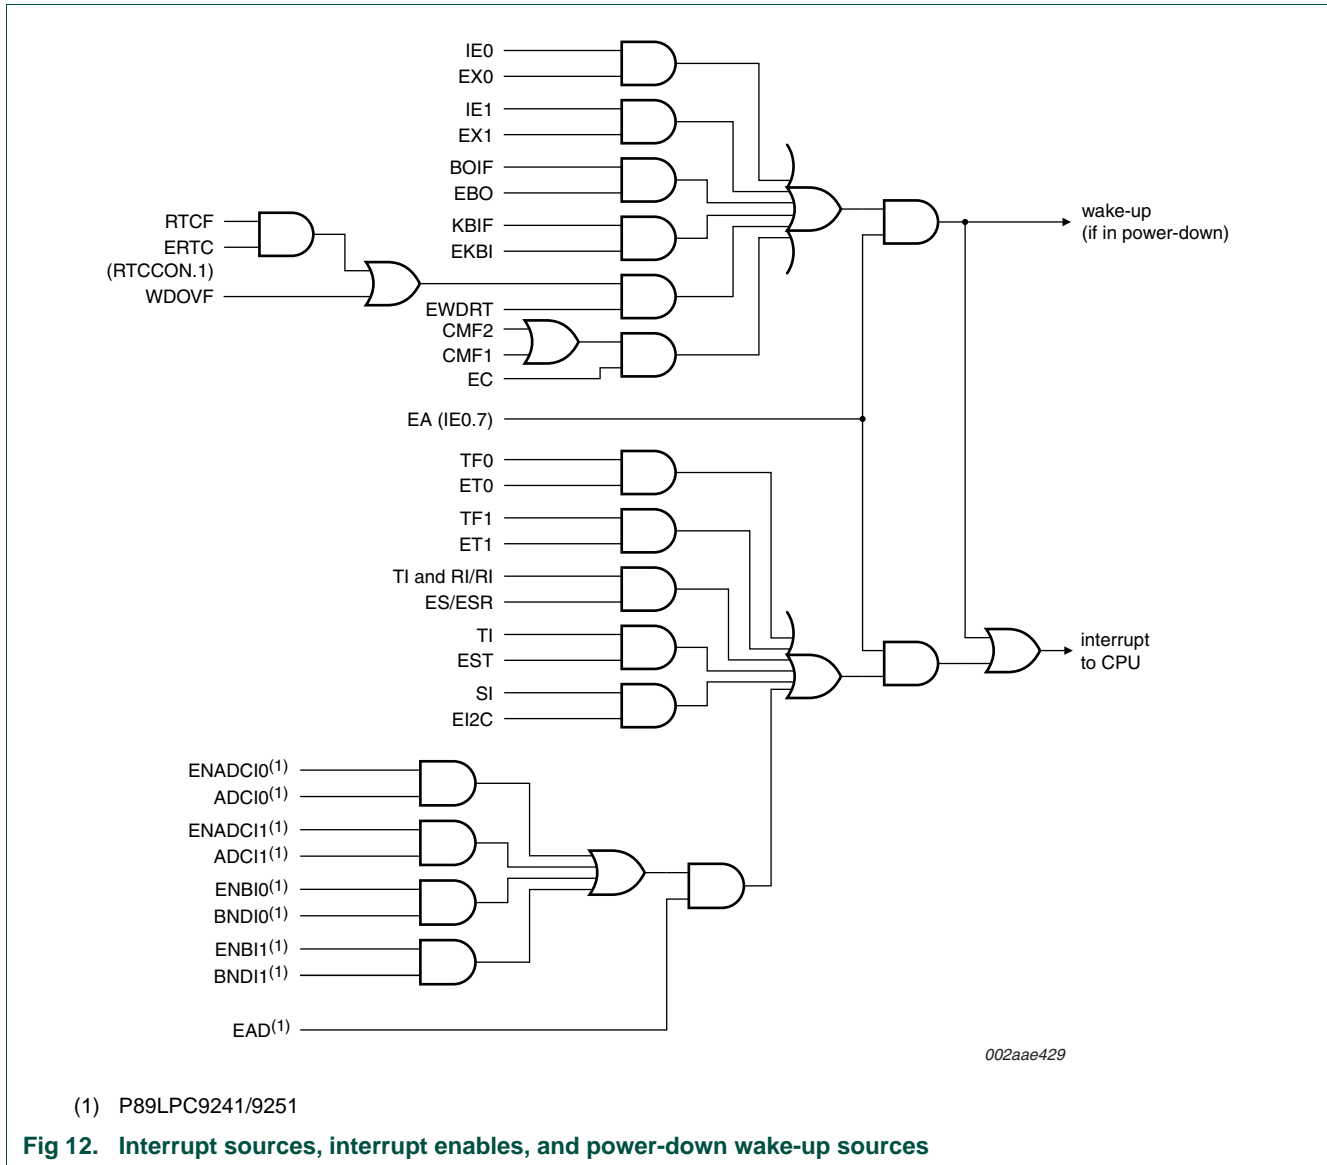 IE0
EX0
IE1
EX1
BOIF
EBO
KBIF
EKBI
RTCF
ERTC
(RTCCON.1)
WDOVF
EWDRT
CMF2
CMF1
EC
EA (IE0.7)
wake-up
(if in power-down)
TF0
ET0
TF1
ET1
TI and RI/RI
ES/ESR
TI
EST
SI
EI2C
interrupt
to CPU
ENADCI0(1)
ADCI0(1)
ENADCI1(1)
ADCI1(1)
ENBI0(1)
BNDI0(1)
ENBI1(1)
BNDI1(1)
EAD(1)
002aae429
(1) P89LPC9241/9251
Fig 12. Interrupt sources, interrupt enables, and power-down wake-up sources